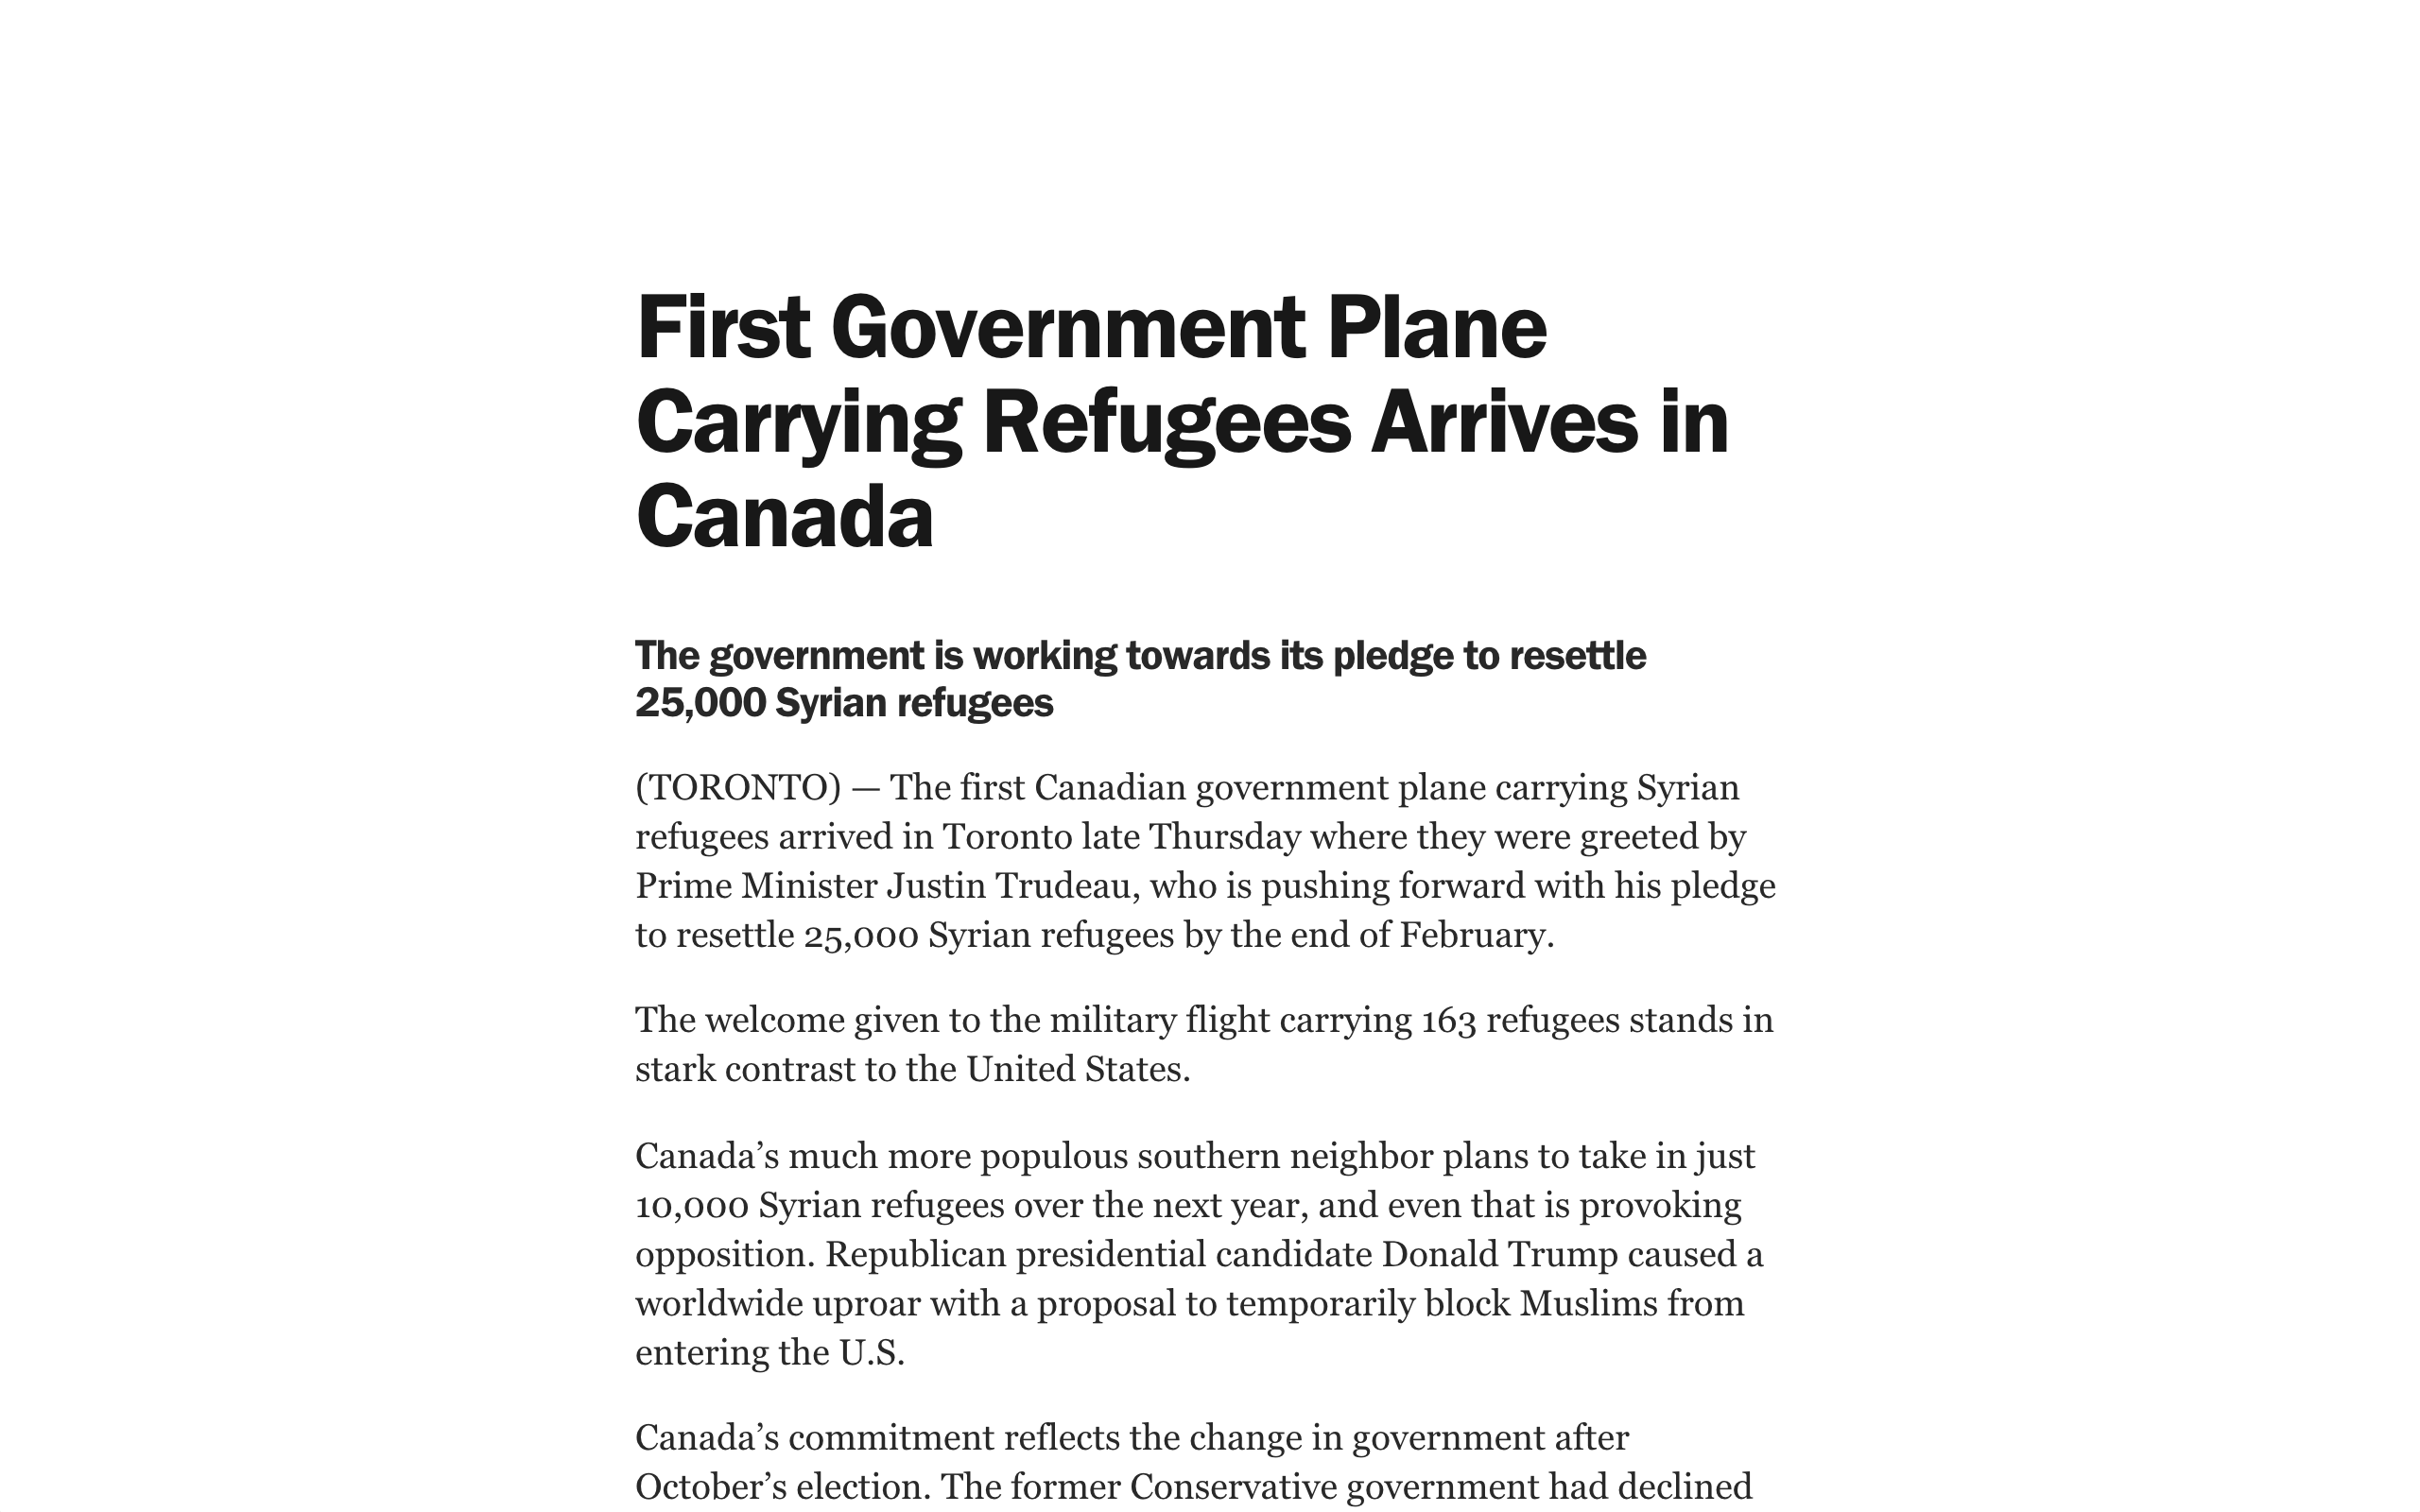 First Government Plane
Carrying Refugees Arrives in
Canada
The government is working towards its pledge to resettle
25,000 Syrian refugees
(TORONTO) — The first Canadian government plane carrying Syrian
refugees arrived in Toronto late Thursday where they were greeted by
Prime Minister Justin Trudeau, who is pushing forward with his pledge
to resettle 25,000 Syrian refugees by the end of February.
The welcome given to the military flight carrying 163 refugees stands in
stark contrast to the United States.
Canada’s much more populous southern neighbor plans to take in just
10,000 Syrian refugees over the next year, and even that is provoking
opposition. Republican presidential candidate Donald Trump caused a
worldwide uproar with a proposal to temporarily block Muslims from
entering the U.S.
Canada’s commitment reflects the change in government after
October’s election. The former Conservative government had declined